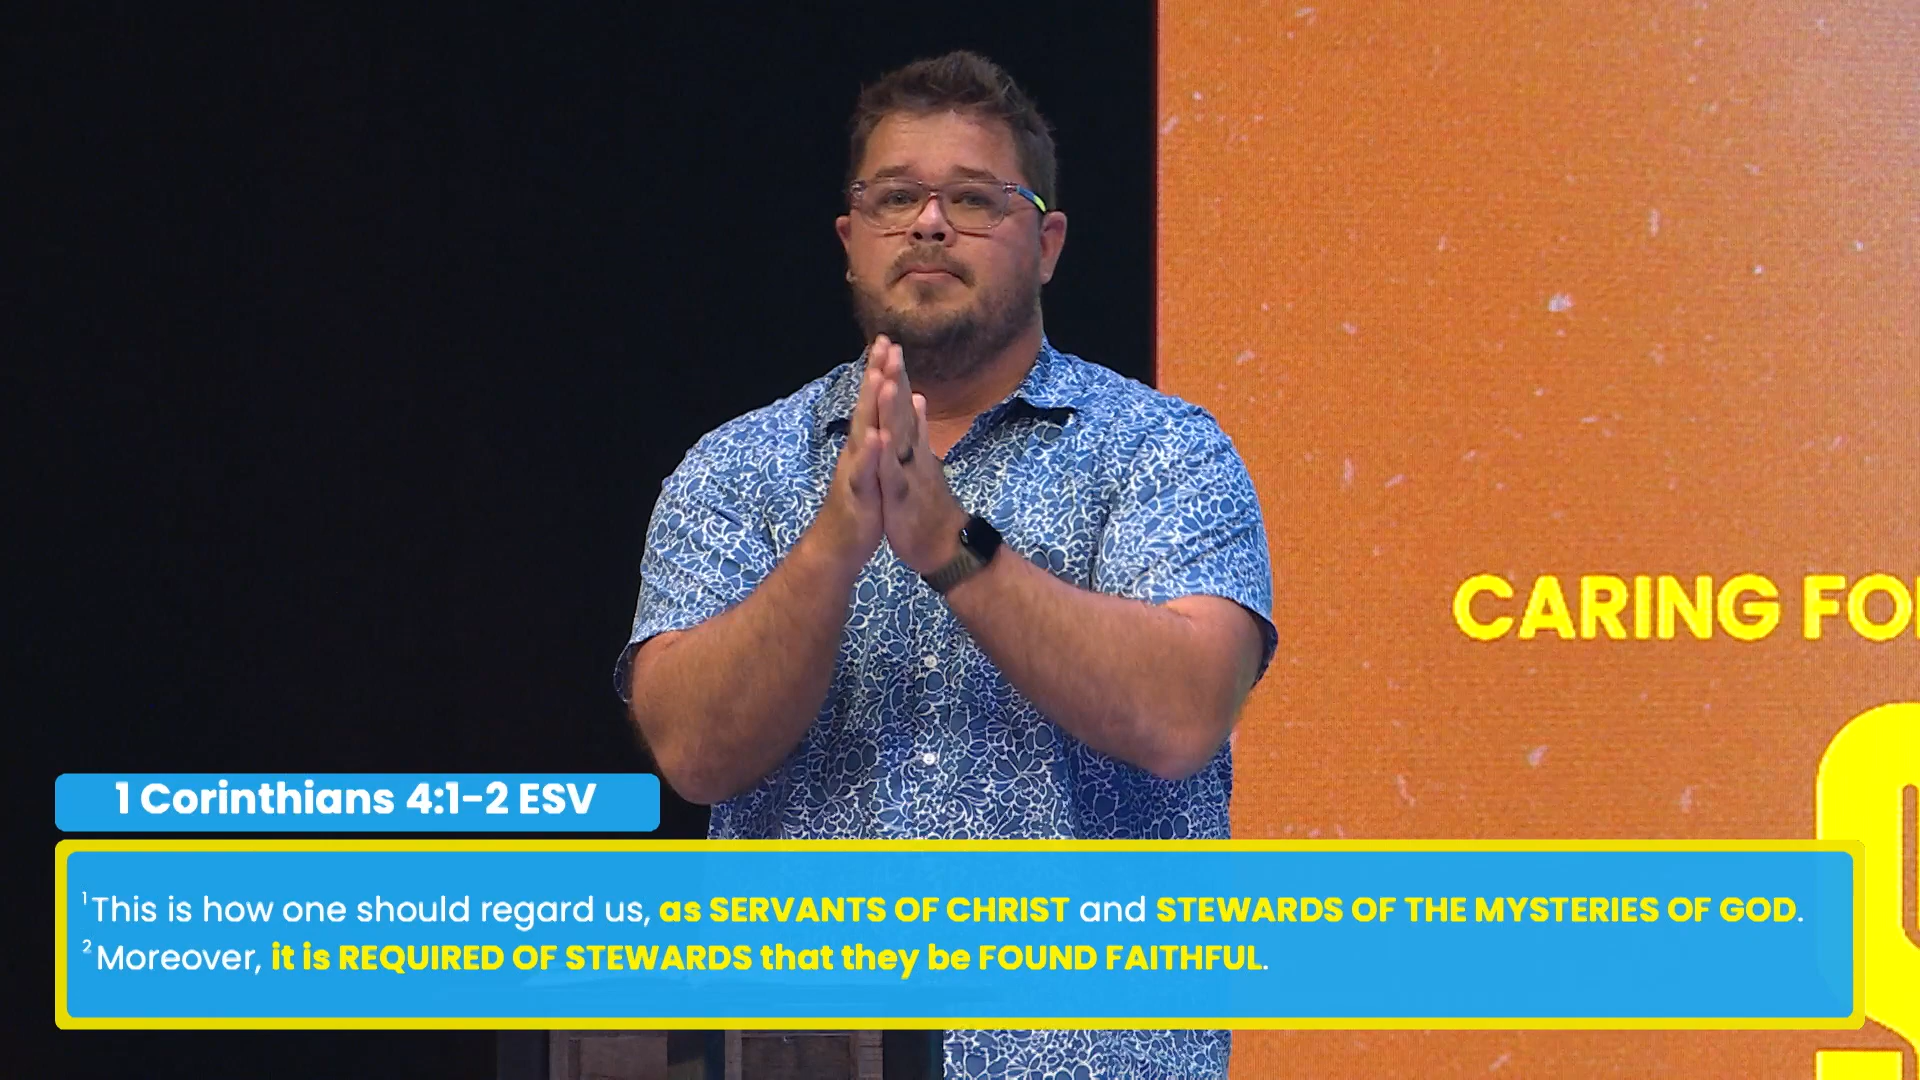 CARING FO
1 Corinthians 4:1-2 ESV
¹This is how one should regard us, as SERVANTS OF CHRIST and STEWARDS OF THE MYSTERIES OF GOD.
²Moreover, it is REQUIRED OF STEWARDS that they be FOUND FAITHFUL.